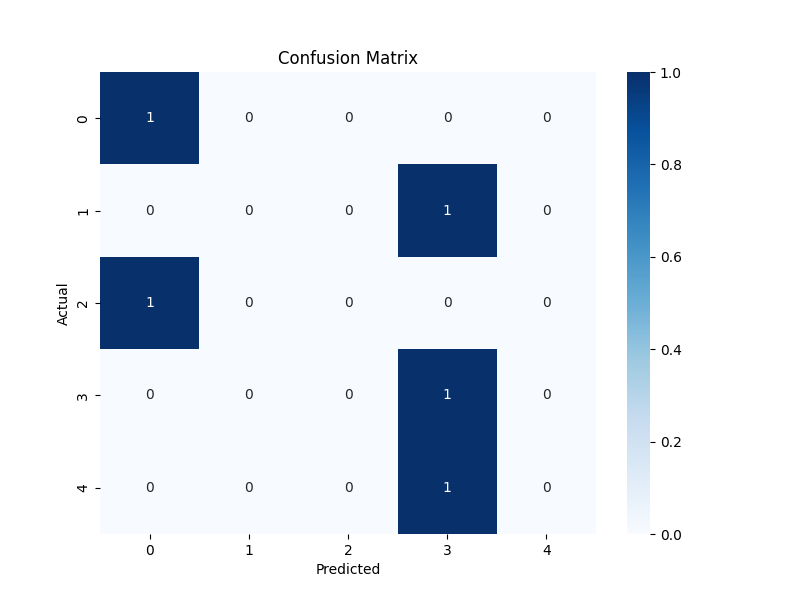 Confusion Matrix
Actual
0 1 0 0 0 0
1 0 0 0 1 0
2 1 0 0 0 0
3 0 0 0 1 0
4 0 0 0 1 0
0 1 2 3 4
Predicted
1.0
0.8
0.6
0.4
0.2
0.0